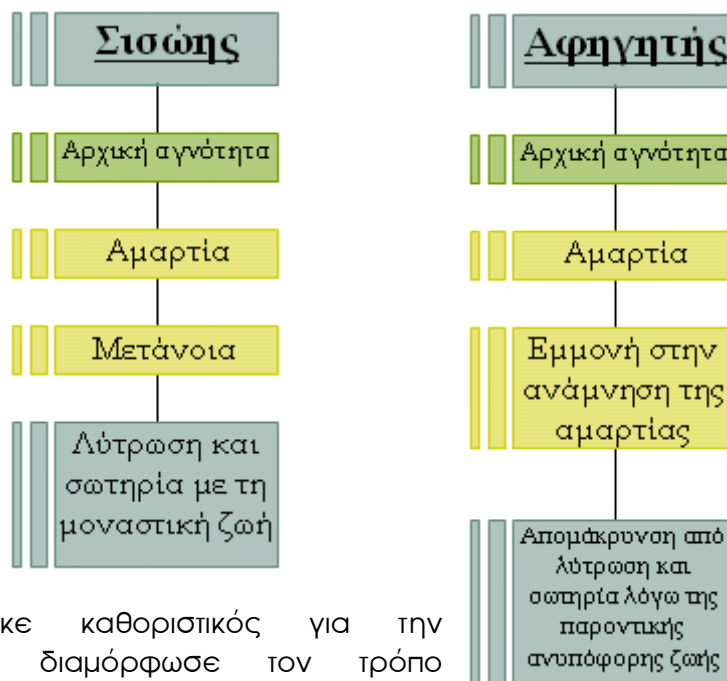 Σισώης
Αρχική αγνότητα
Αμαρτία
Μετάνοια
Λύτρωση και
σωτηρία με τη
μοναστική ζωή
Αφηγητής
Αρχική αγνότητα
Αμαρτία
Εμμονή στην
ανάμνηση της
αμαρτίας
Απομάκρυνση από
λύτρωση και
σωτηρία λόγω της
παροντικής
ανυπόφορης ζωής
κε καθοριστικός για την
διαμόρφωσε τον τρόπο